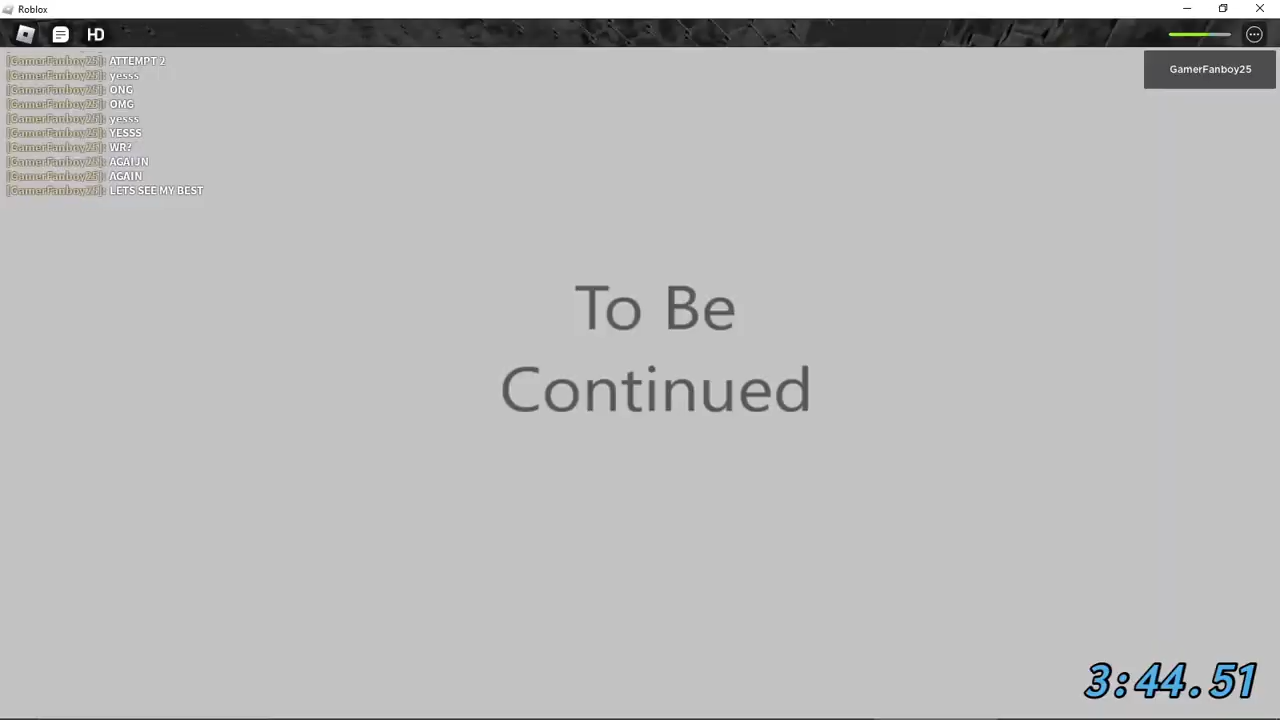 Roblox
HD
[GamerFanboy25]: ATTEMPT 2
[GamerFanboy25]: yesss
[GamerFanboy25]: ONG
[GamerFanboy25]: OMG
[GamerFanboy25]: yesss
[GamerFanboy25]: YESSS
[GamerFanboy25]: WR?
[GamerFanboy25]: AGAIJN
[GamerFanboy25]: AGAIN
[GamerFanboy25]: LETS SEE MY BEST
GamerFanboy25
To Be
Continued
3:44.51